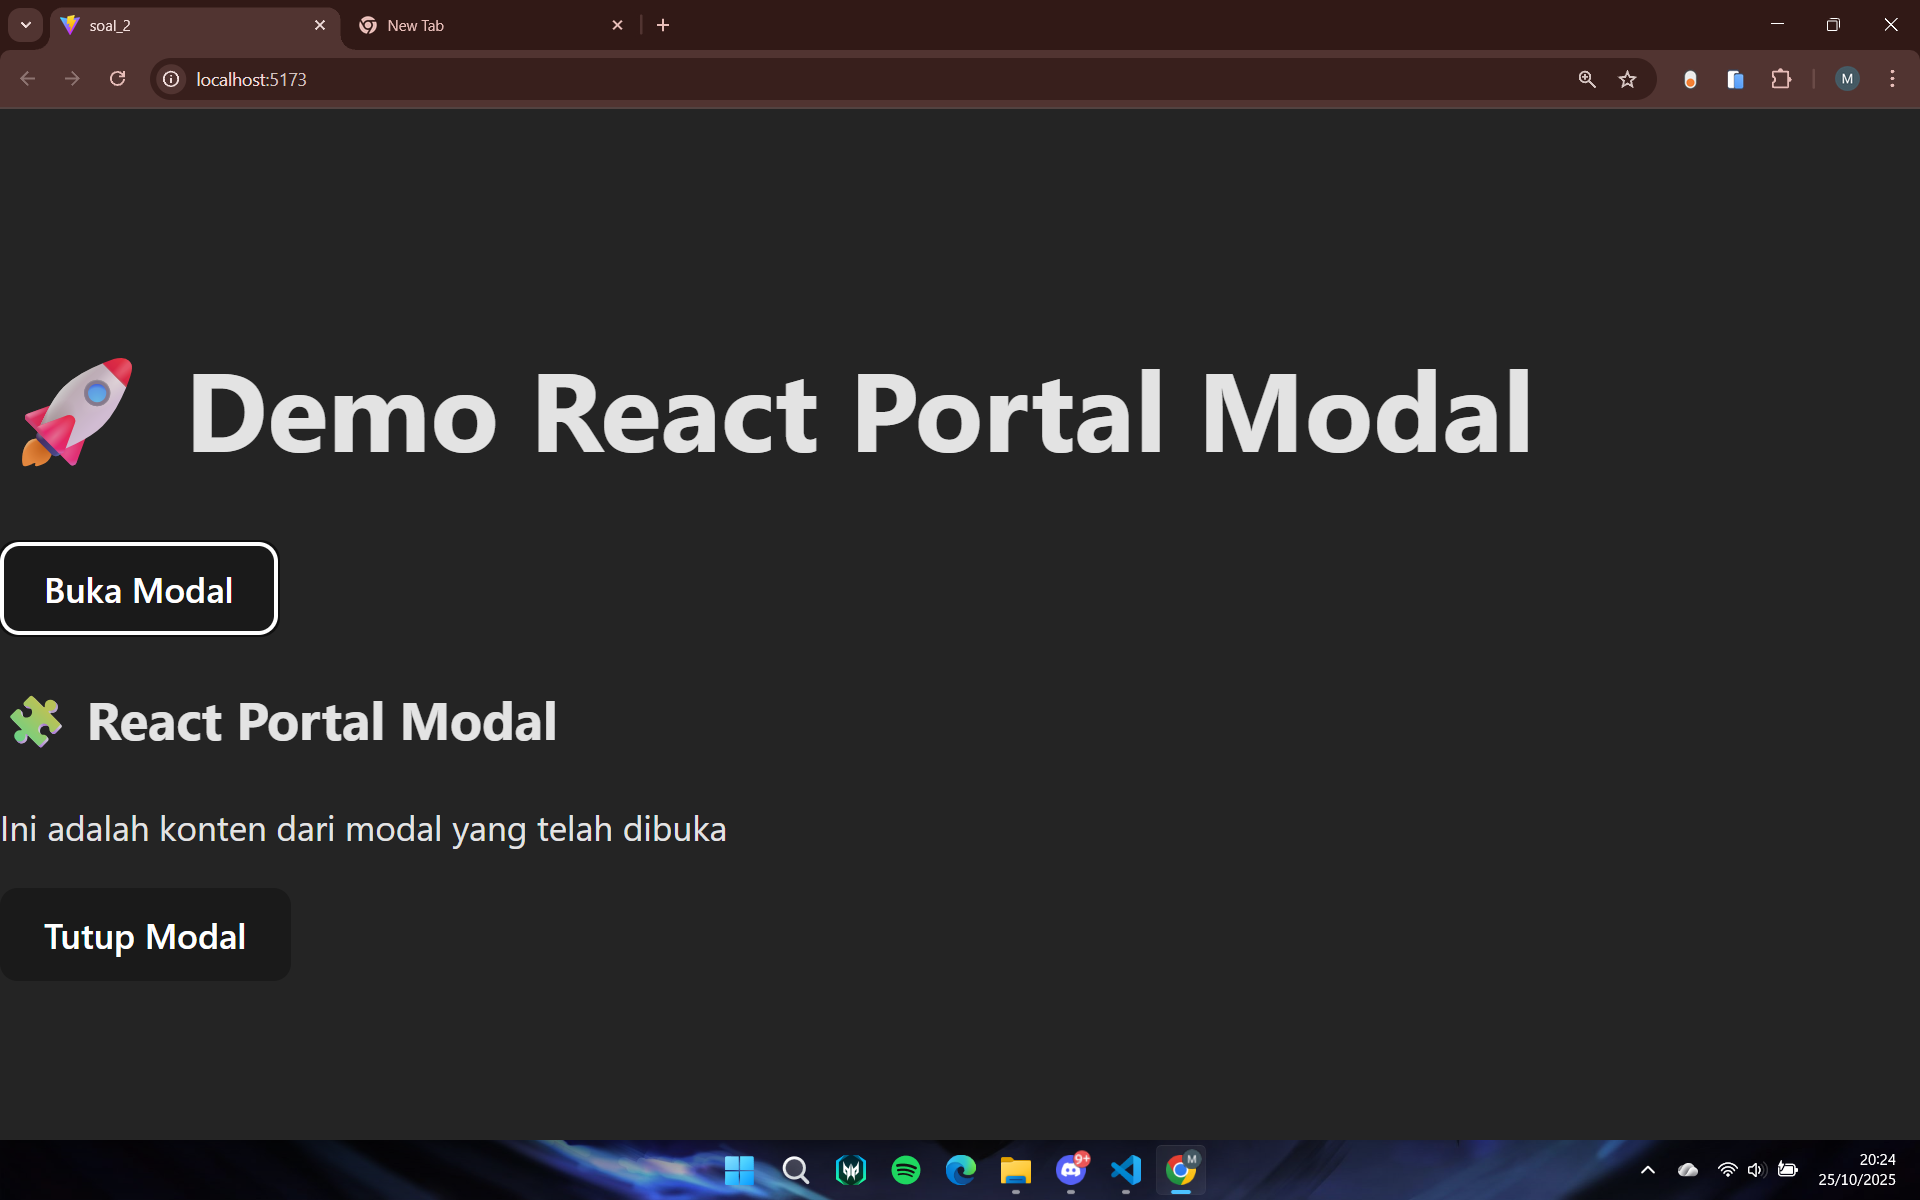 soal_2
New Tab
localhost:5173
M
🚀 Demo React Portal Modal
Buka Modal
🧩 React Portal Modal
Ini adalah konten dari modal yang telah dibuka
Tutup Modal
9+
M
20:24
25/10/2025